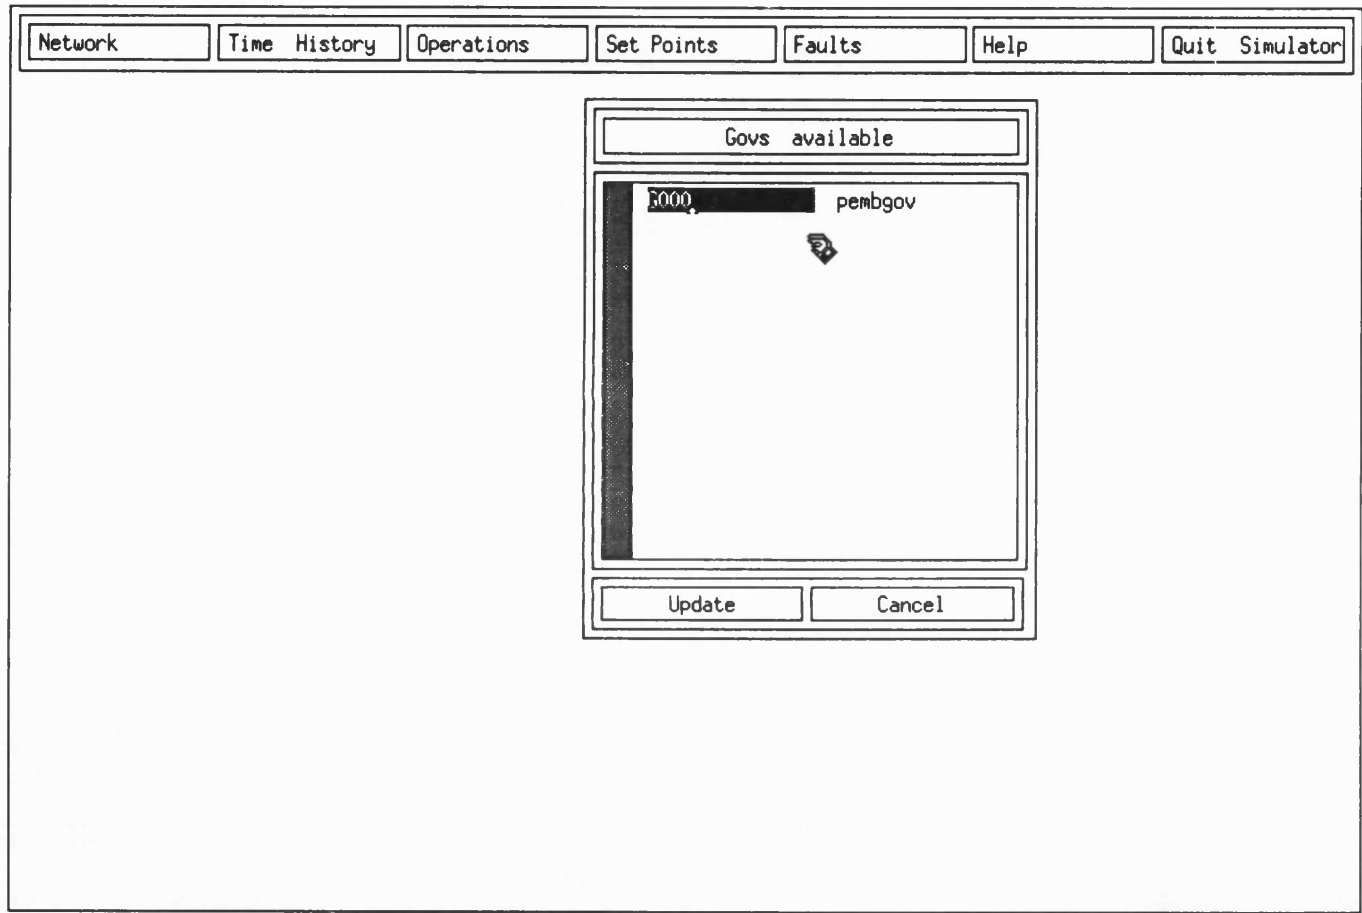 Network Time History Operations Set Points Faults Help Quit Simulator
Govs available
pembgov
Update Cancel